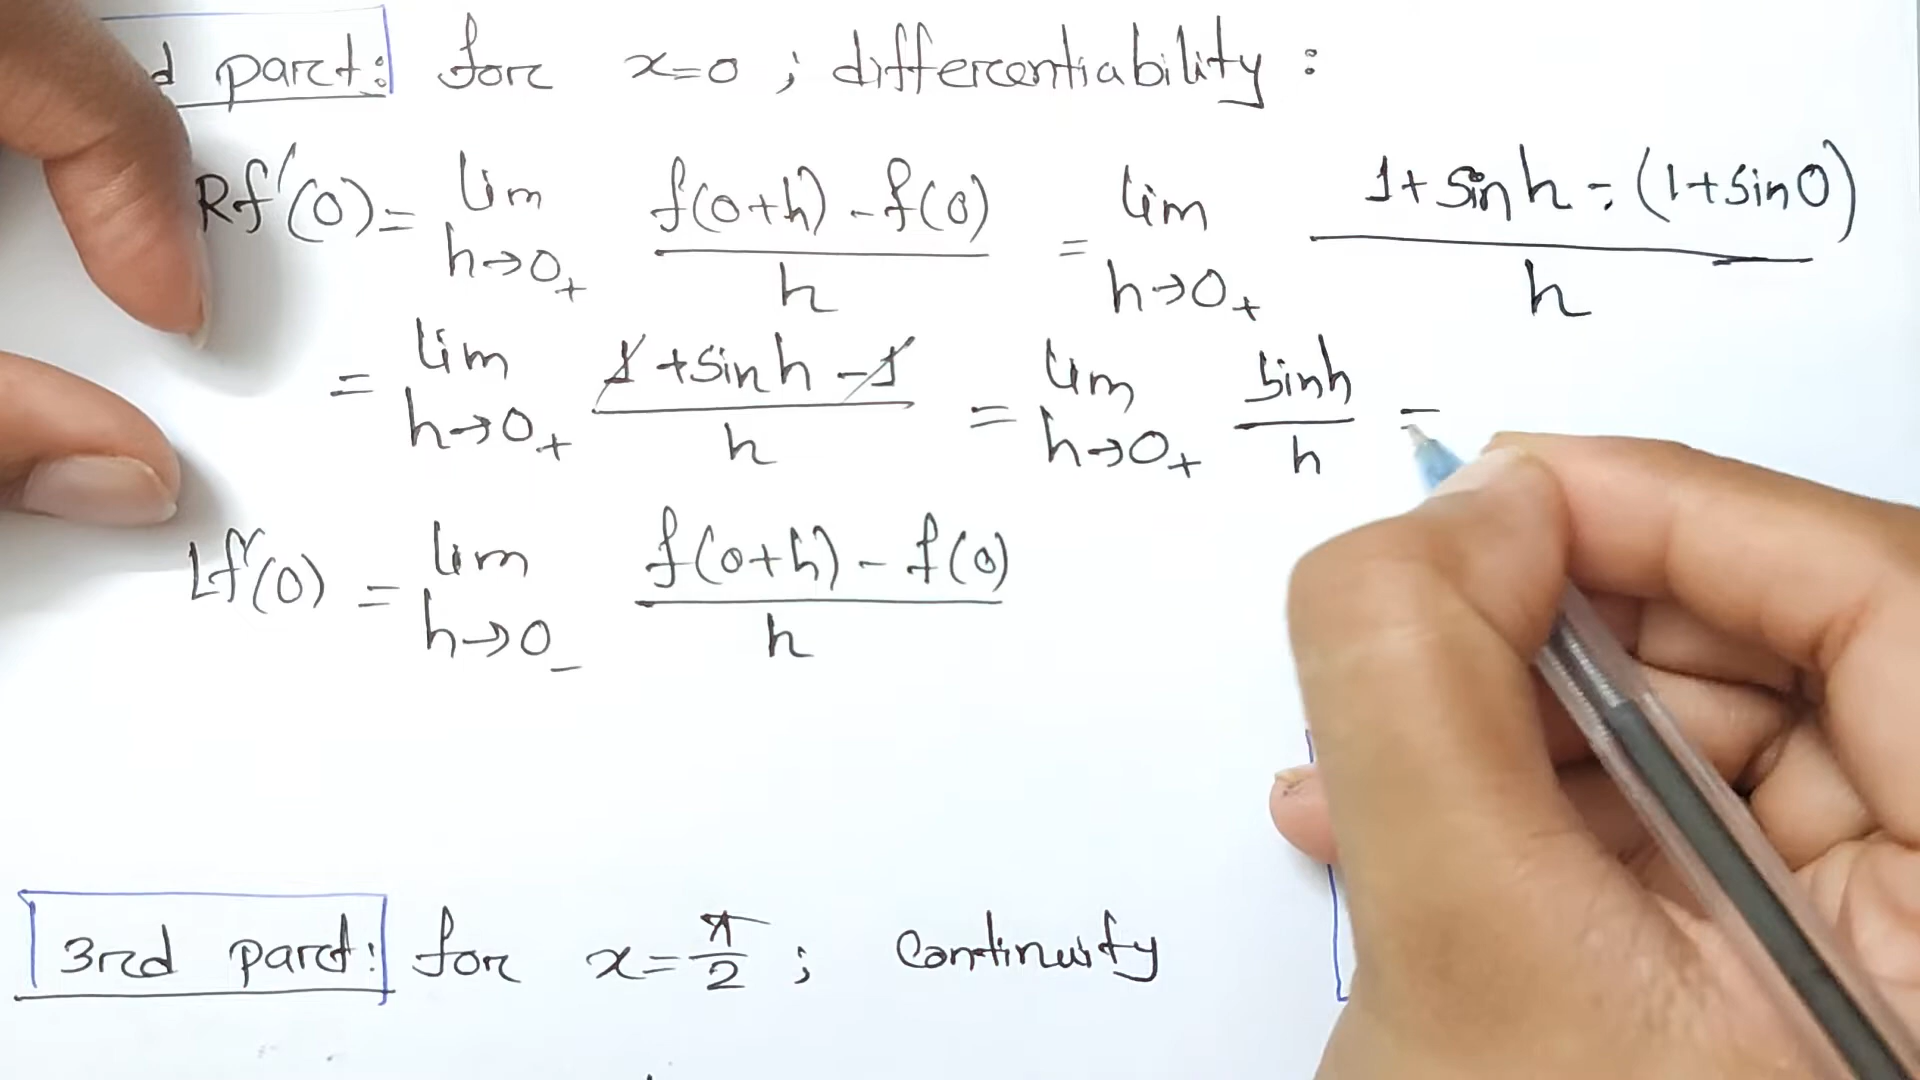 d part: for x=0 ; differentiability :
Rf'(0) = lim h→0+ f(0+h) - f(0) / h = lim h→0+ 1 + sin h - (1 + sin 0) / h
= lim h→0+ 1 + sin h - 1 / h = lim h→0+ sin h / h =
Lf'(0) = lim h→0- f(0+h) - f(0) / h
3rd part: for x = π/2 ; Continuity